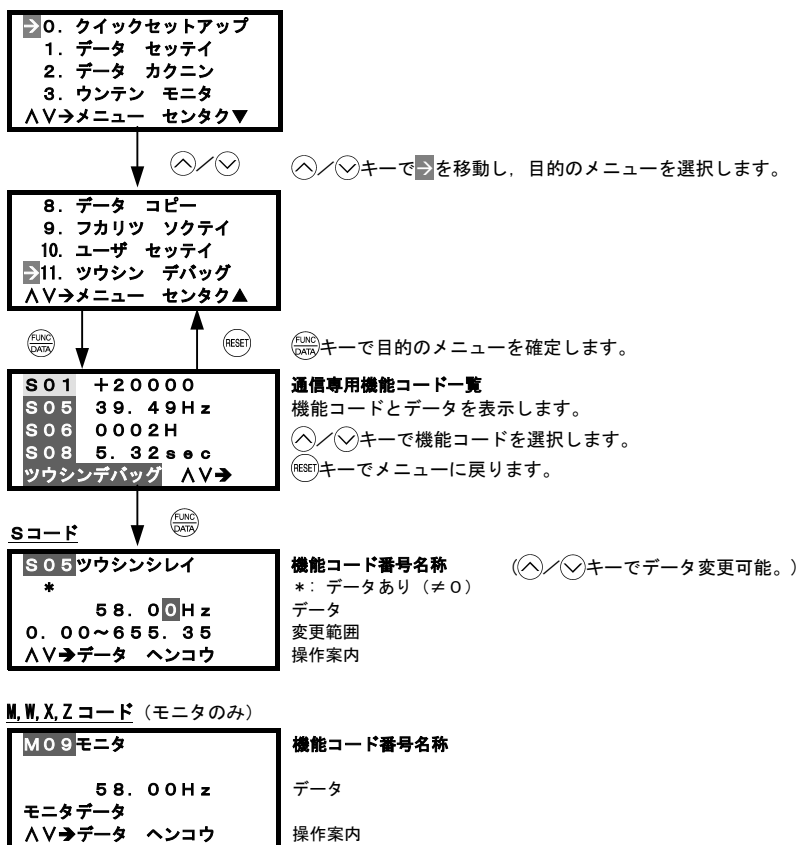 →0. クイックセットアップ
1. データ セッテイ
2. データ カクニン
3. ウンテン モニタ
∧∨→メニュー センタク▼
∧／∨ ∧／∨キーで→を移動し，目的のメニューを選択します。
8. データ コピー
9. フカリツ ソクテイ
10. ユーザ セッテイ
→11. ツウシン デバッグ
∧∨→メニュー センタク▲
FUNC DATA RESET FUNC DATAキーで目的のメニューを確定します。
S01 +20000 通信専用機能コード一覧
S05 39. 49Hz 機能コードとデータを表示します。
S06 0002H ∧／∨キーで機能コードを選択します。
S08 5. 32sec RESETキーでメニューに戻ります。
ツウシンデバッグ ∧∨→
FUNC DATA
Sコード
S05ツウシンシレイ 機能コード番号名称 （∧／∨キーでデータ変更可能。）
* *: データあり（≠0）
58. 00Hz データ
0. 00～655. 35 変更範囲
∧∨→データ ヘンコウ 操作案内
M,W,X,Zコード（モニタのみ）
M09モニタ 機能コード番号名称
58. 00Hz データ
モニタデータ
∧∨→データ ヘンコウ 操作案内